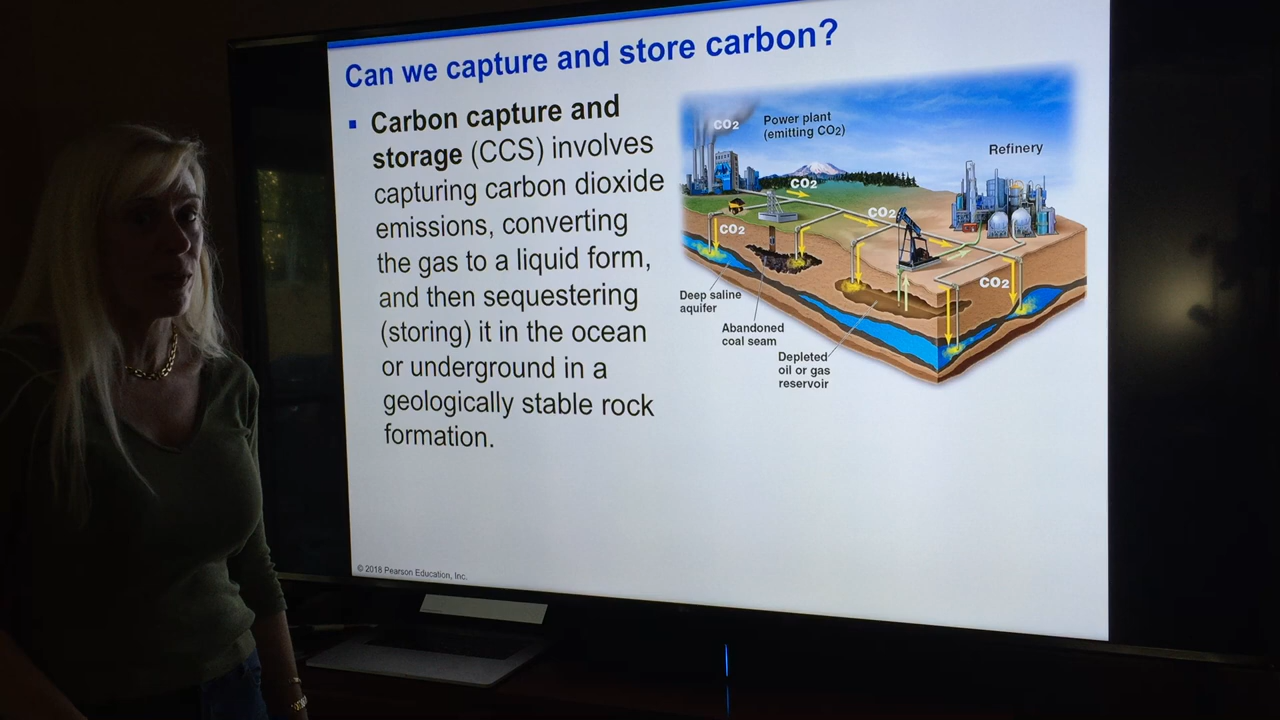 Can we capture and store carbon?
▪ Carbon capture and
storage (CCS) involves
capturing carbon dioxide
emissions, converting
the gas to a liquid form,
and then sequestering
(storing) it in the ocean
or underground in a
geologically stable rock
formation.
CO2
Power plant
(emitting CO2)
Refinery
CO2
CO2
CO2
CO2
Deep saline
aquifer
Abandoned
coal seam
Depleted
oil or gas
reservoir
© 2018 Pearson Education, Inc.